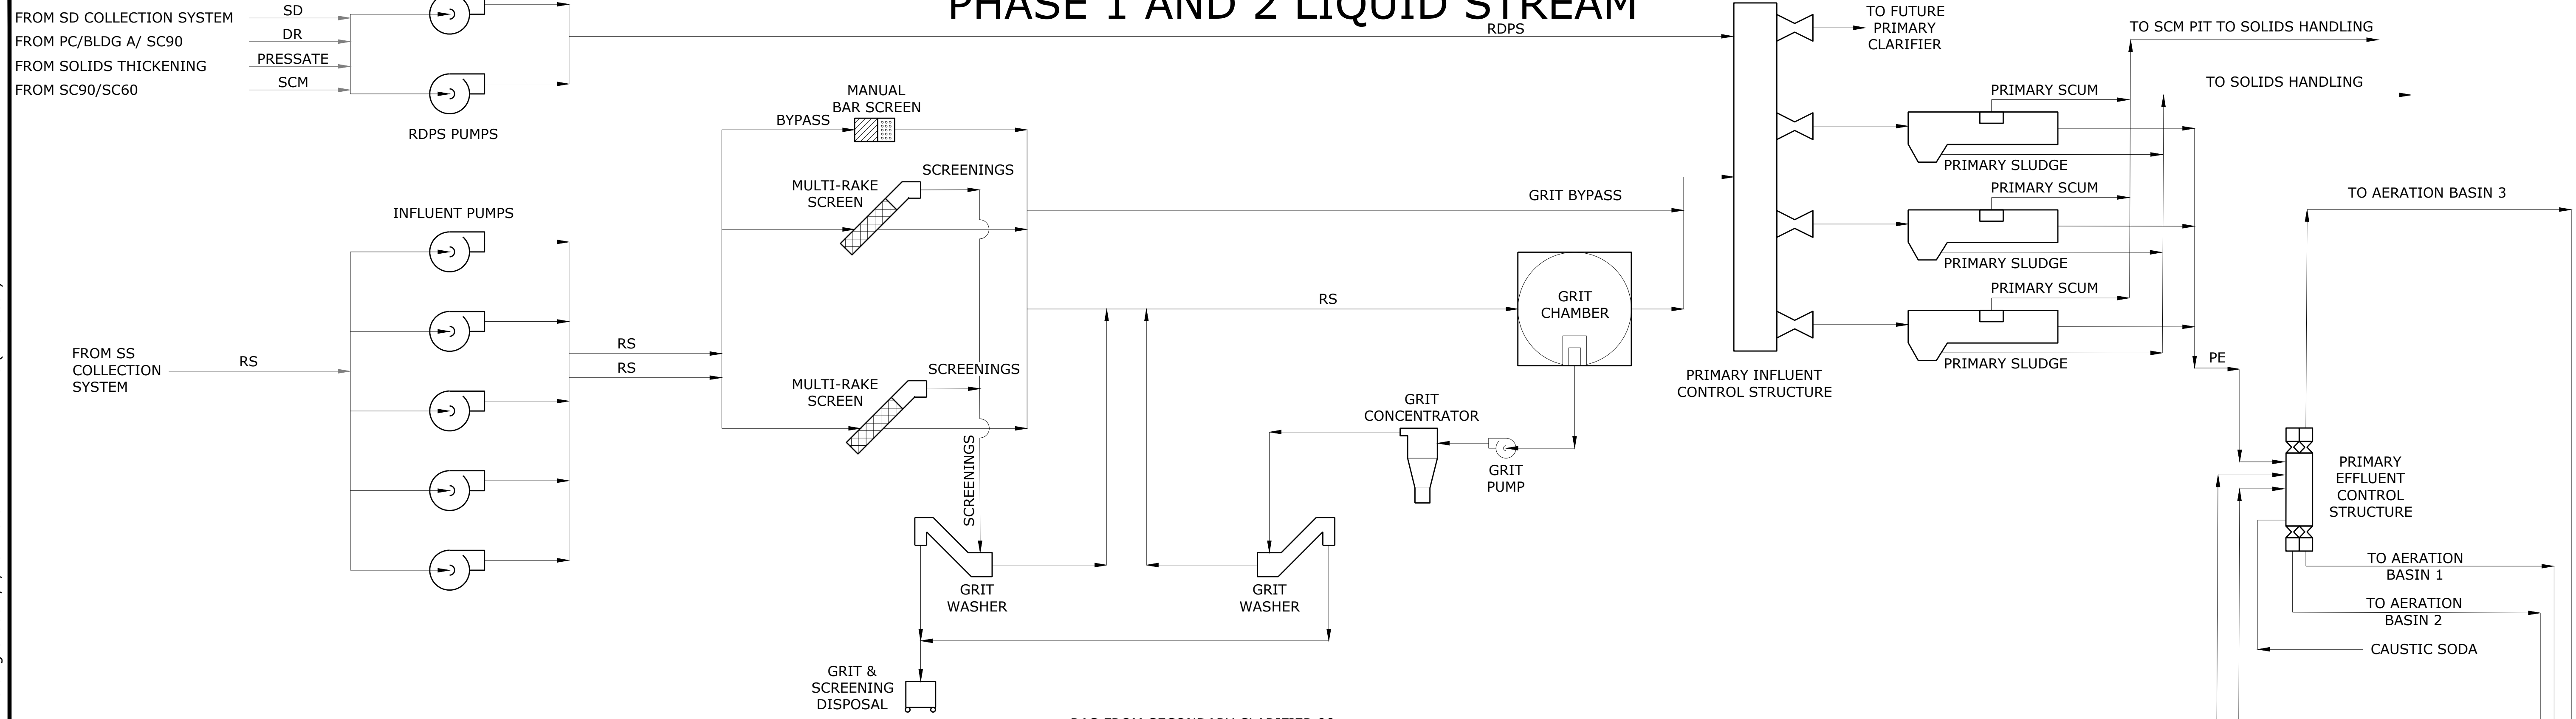 PHASE 1 AND 2 LIQUID STREAM
FROM SD COLLECTION SYSTEM
SD
FROM PC/BLDG A/ SC90
DR
FROM SOLIDS THICKENING
PRESSATE
FROM SC90/SC60
SCM
RDPS PUMPS
RDPS
TO FUTURE
PRIMARY
CLARIFIER
TO SCM PIT TO SOLIDS HANDLING
TO SOLIDS HANDLING
MANUAL
BAR SCREEN
BYPASS
SCREENINGS
MULTI-RAKE
SCREEN
INFLUENT PUMPS
GRIT BYPASS
PRIMARY SCUM
PRIMARY SLUDGE
PRIMARY SCUM
PRIMARY SLUDGE
PRIMARY SCUM
PRIMARY SLUDGE
TO AERATION BASIN 3
FROM SS
COLLECTION
SYSTEM
RS
RS
RS
RS
GRIT
CHAMBER
SCREENINGS
MULTI-RAKE
SCREEN
SCREENINGS
PRIMARY INFLUENT
CONTROL STRUCTURE
PE
GRIT
CONCENTRATOR
GRIT
PUMP
PRIMARY
EFFLUENT
CONTROL
STRUCTURE
GRIT
WASHER
GRIT
WASHER
TO AERATION
BASIN 1
TO AERATION
BASIN 2
CAUSTIC SODA
GRIT &
SCREENING
DISPOSAL